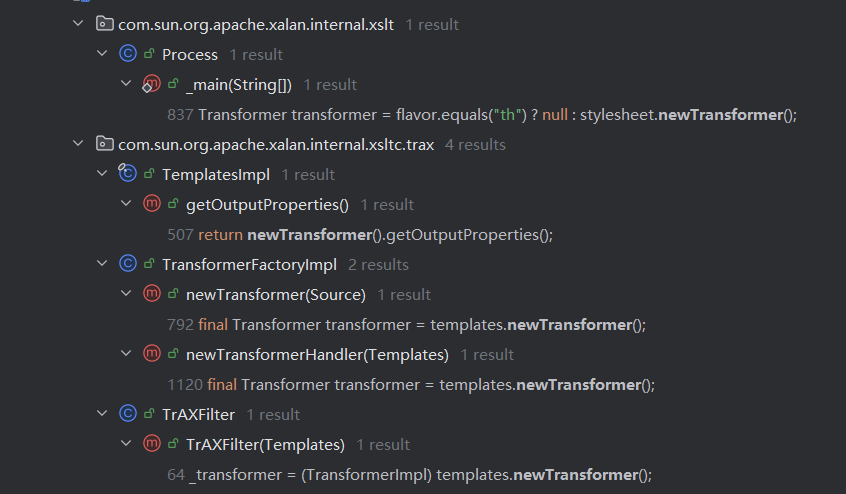 com.sun.org.apache.xalan.internal.xslt 1 result
Process 1 result
_main(String[]) 1 result
837 Transformer transformer = flavor.equals("th") ? null : stylesheet.newTransformer();
com.sun.org.apache.xalan.internal.xsltc.trax 4 results
TemplatesImpl 1 result
getOutputProperties() 1 result
507 return newTransformer().getOutputProperties();
TransformerFactoryImpl 2 results
newTransformer(Source) 1 result
792 final Transformer transformer = templates.newTransformer();
newTransformerHandler(Templates) 1 result
1120 final Transformer transformer = templates.newTransformer();
TrAXFilter 1 result
TrAXFilter(Templates) 1 result
64 _transformer = (TransformerImpl) templates.newTransformer();